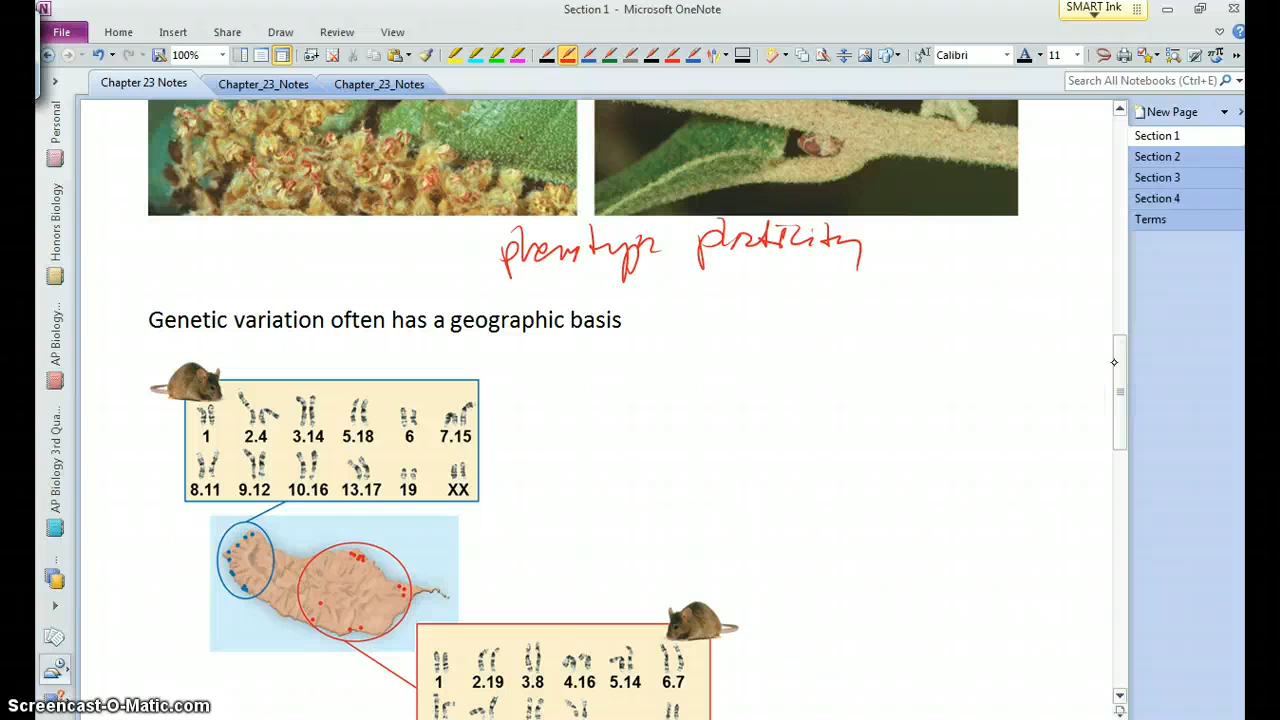 Section 1 - Microsoft OneNote
SMART Ink
File Home Insert Share Draw Review View
100%
Calibri 11
Chapter 23 Notes Chapter_23_Notes Chapter_23_Notes
Search All Notebooks (Ctrl+E)
New Page
Section 1
Section 2
Section 3
Section 4
Terms
Personal
Honors Biology
AP Biology...
AP Biology 3rd Qua...
Genetic variation often has a geographic basis
1 2.4 3.14 5.18 6 7.15
8.11 9.12 10.16 13.17 19 XX
1 2.19 3.8 4.16 5.14 6.7
Screencast-O-Matic.com